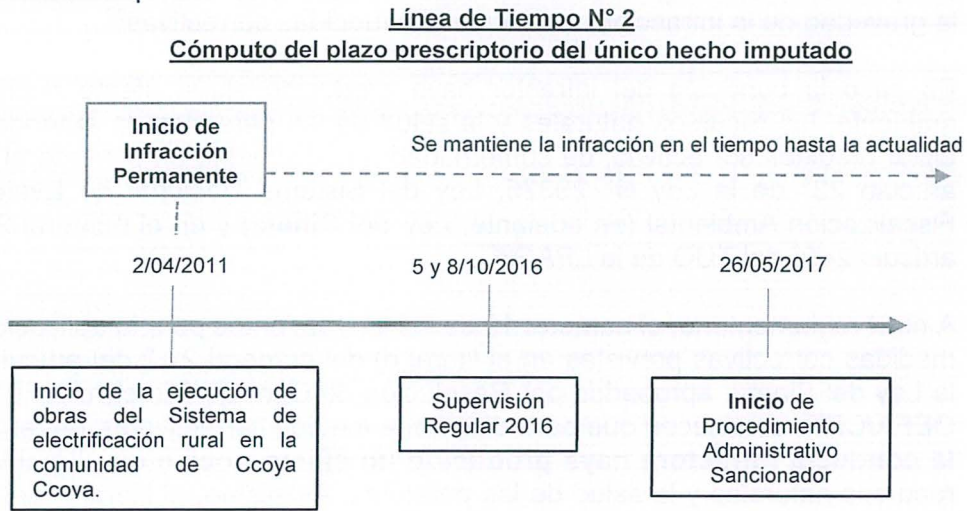 Línea de Tiempo N° 2
Cómputo del plazo prescriptorio del único hecho imputado
Inicio de
Infracción
Permanente
Se mantiene la infracción en el tiempo hasta la actualidad
2/04/2011
5 y 8/10/2016
26/05/2017
Inicio a la ejecución de
obras del Sistema de
electrificación rural en la
comunidad de Ccoya
Ccoya.
Supervisión
Regular 2016
Inicio de
Procedimiento
Administrativo
Sancionador